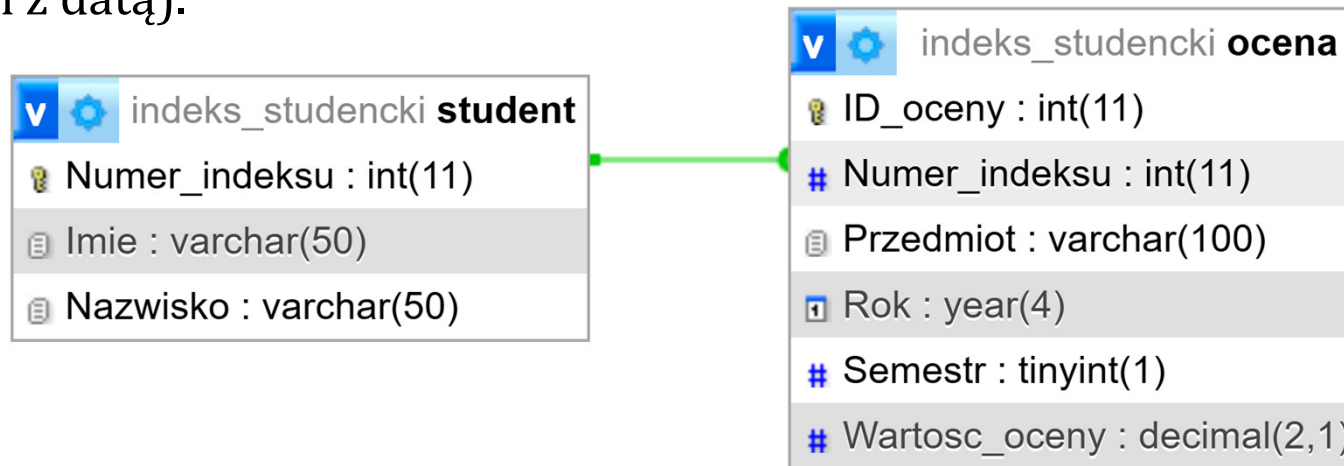 z datą).
v indeks_studencki student
Numer_indeksu : int(11)
Imie : varchar(50)
Nazwisko : varchar(50)
v indeks_studencki ocena
ID_oceny : int(11)
# Numer_indeksu : int(11)
Przedmiot : varchar(100)
Rok : year(4)
# Semestr : tinyint(1)
# Wartosc_oceny : decimal(2,1)